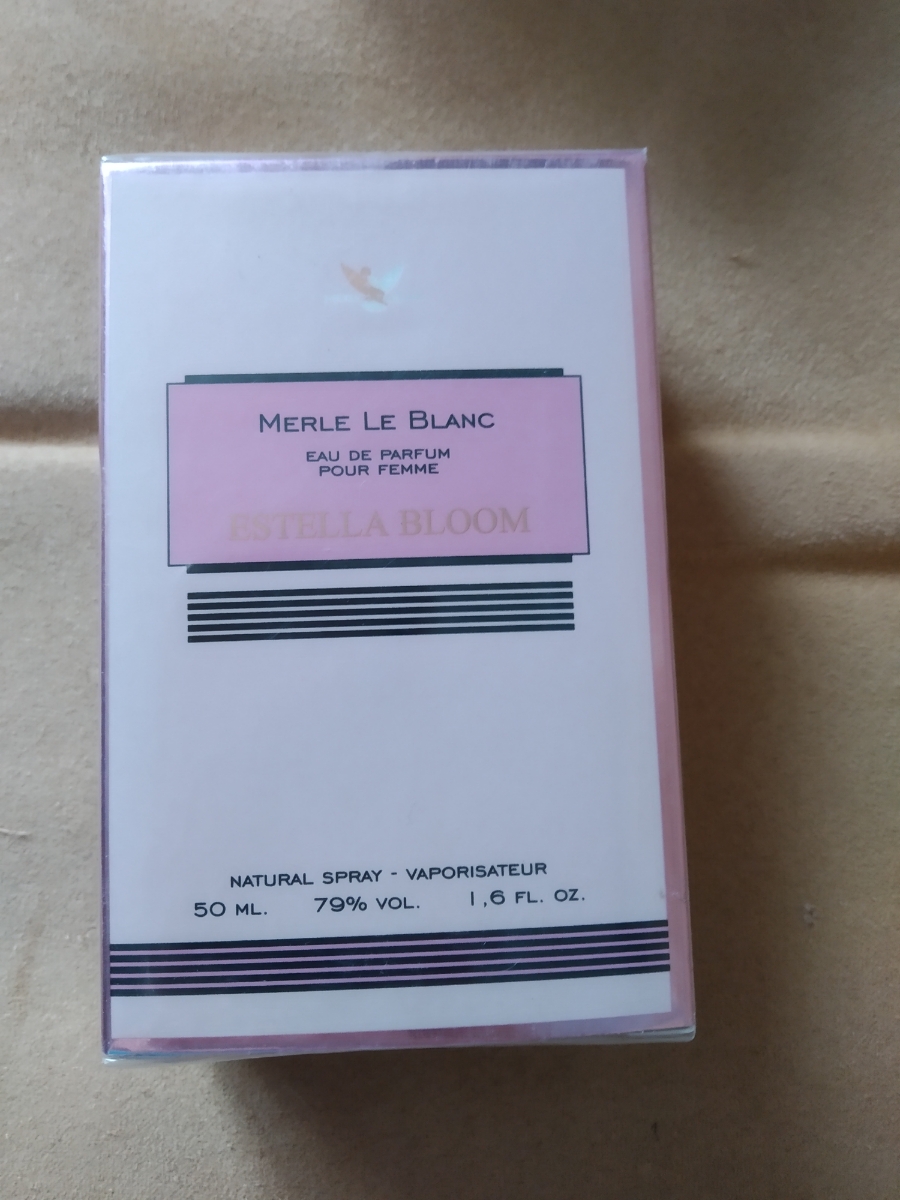 MERLE LE BLANC
EAU DE PARFUM
POUR FEMME
ESTELLA BLOOM
NATURAL SPRAY - VAPORISATEUR
50 ML. 79% VOL. 1,6 FL. OZ.